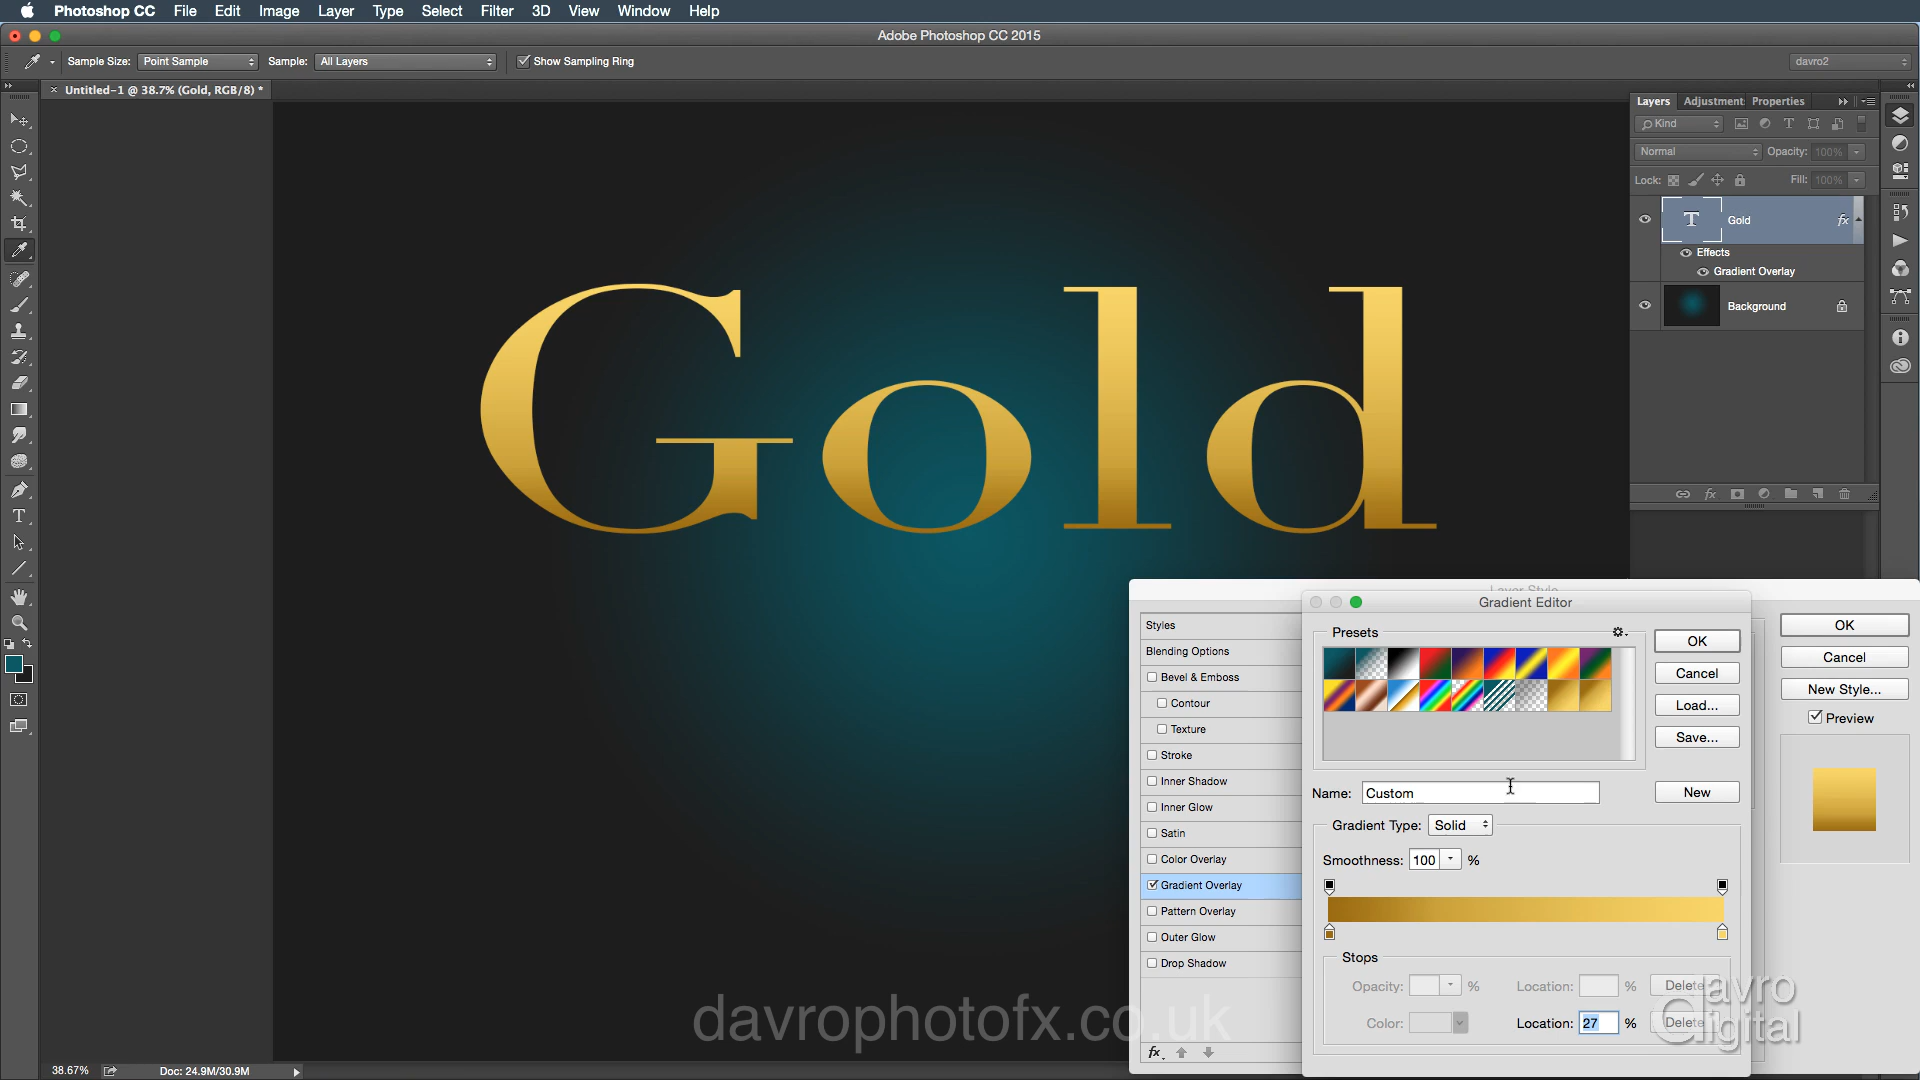 Photoshop CC File Edit Image Layer Type Select Filter 3D View Window Help
Adobe Photoshop CC 2015
Sample Size: Point Sample Sample: All Layers Show Sampling Ring davro2
× Untitled-1 @ 38.7% (Gold, RGB/8) *
Layers Adjustment Properties
Kind
Normal Opacity: 100%
Lock: Fill: 100%
T Gold fx
Effects
Gradient Overlay
Background
Gold
Layer Style
Gradient Editor
Styles
Blending Options
Bevel & Emboss
Contour
Texture
Stroke
Inner Shadow
Inner Glow
Satin
Color Overlay
Gradient Overlay
Pattern Overlay
Outer Glow
Drop Shadow
fx
Presets
OK
Cancel
Load...
Save...
Name: Custom New
Gradient Type: Solid
Smoothness: 100 %
Stops
Opacity: % Location: % Delete
Color: Location: 27 % Delete
OK
Cancel
New Style...
Preview
davrophotofx.co.uk
davro
digital
38.67% Doc: 24.9M/30.9M